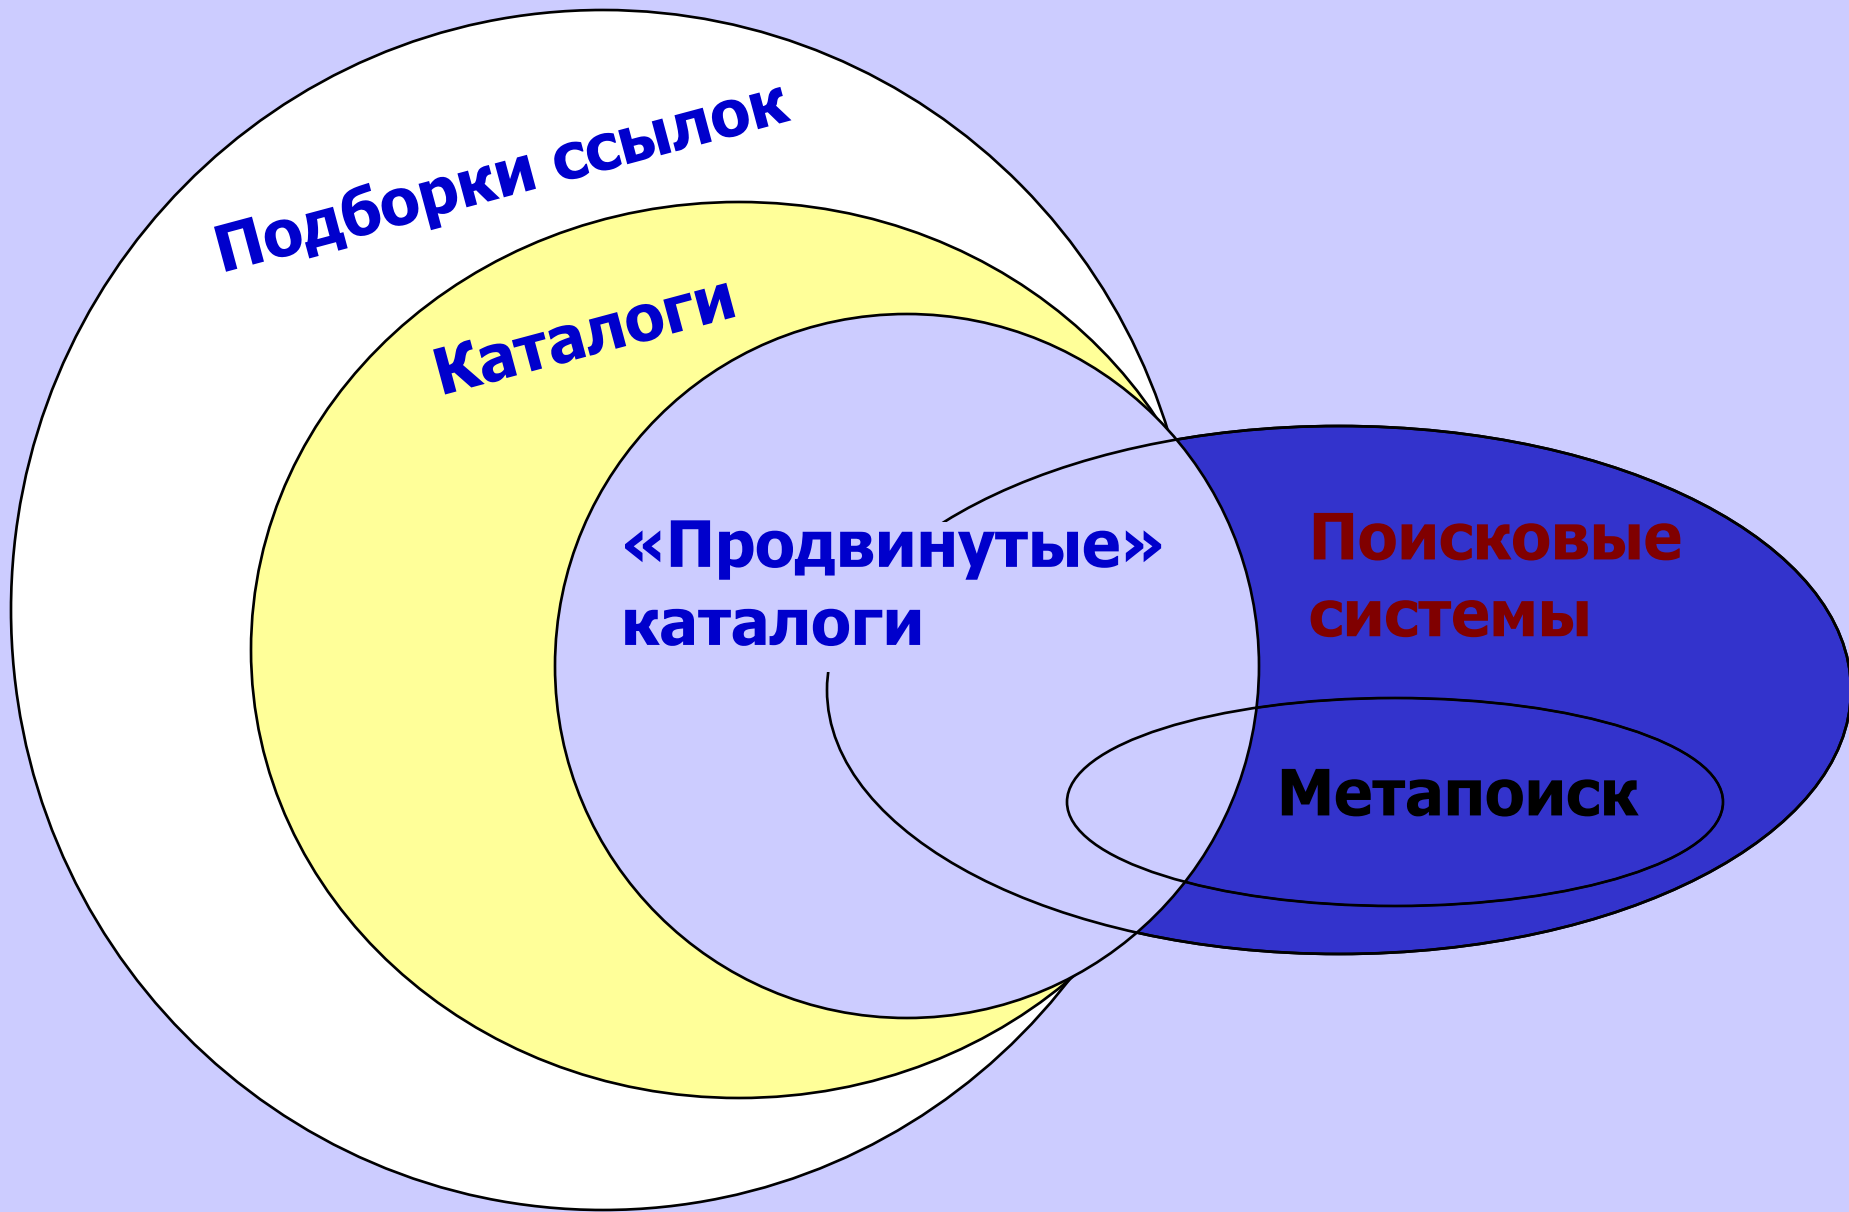 Подборки ссылок
Каталоги
«Продвинутые»
каталоги
Поисковые
системы
Метапоиск